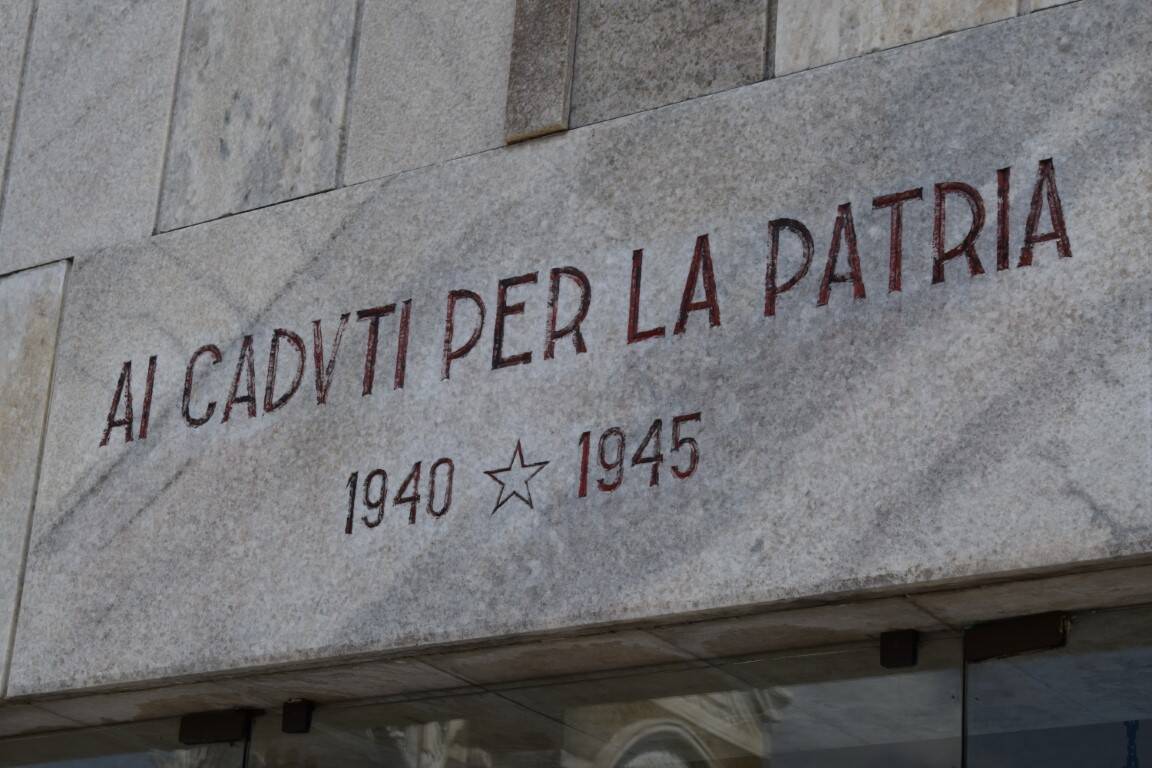 AI CADVTI PER LA PATRIA
1940 ☆ 1945